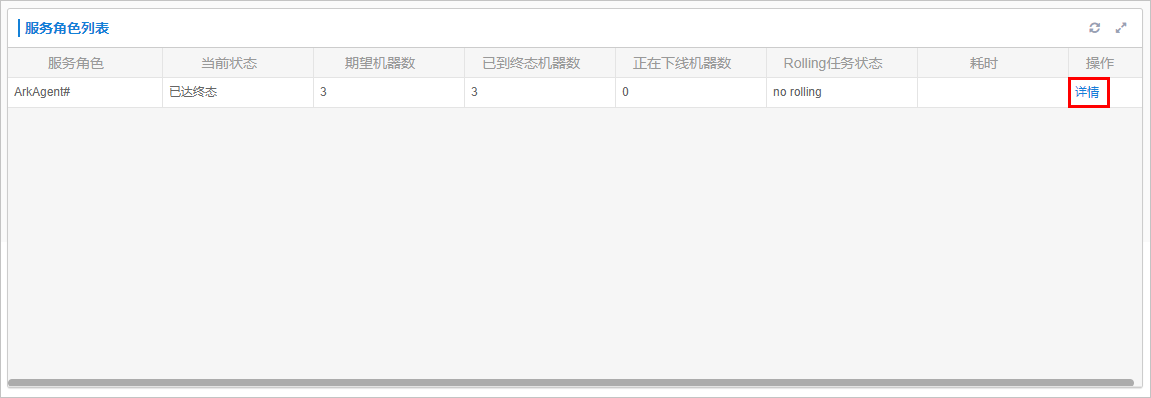 服务角色列表
服务角色 当前状态 期望机器数 已到终态机器数 正在下线机器数 Rolling任务状态 耗时 操作
ArkAgent# 已达终态 3 3 0 no rolling 详情